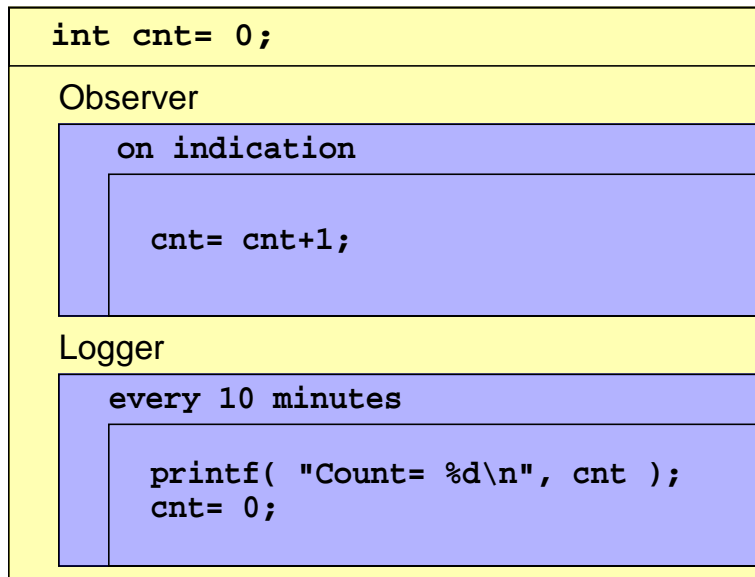 int cnt= 0;
Observer
on indication
cnt= cnt+1;
Logger
every 10 minutes
printf( "Count= %d\n", cnt );
cnt= 0;